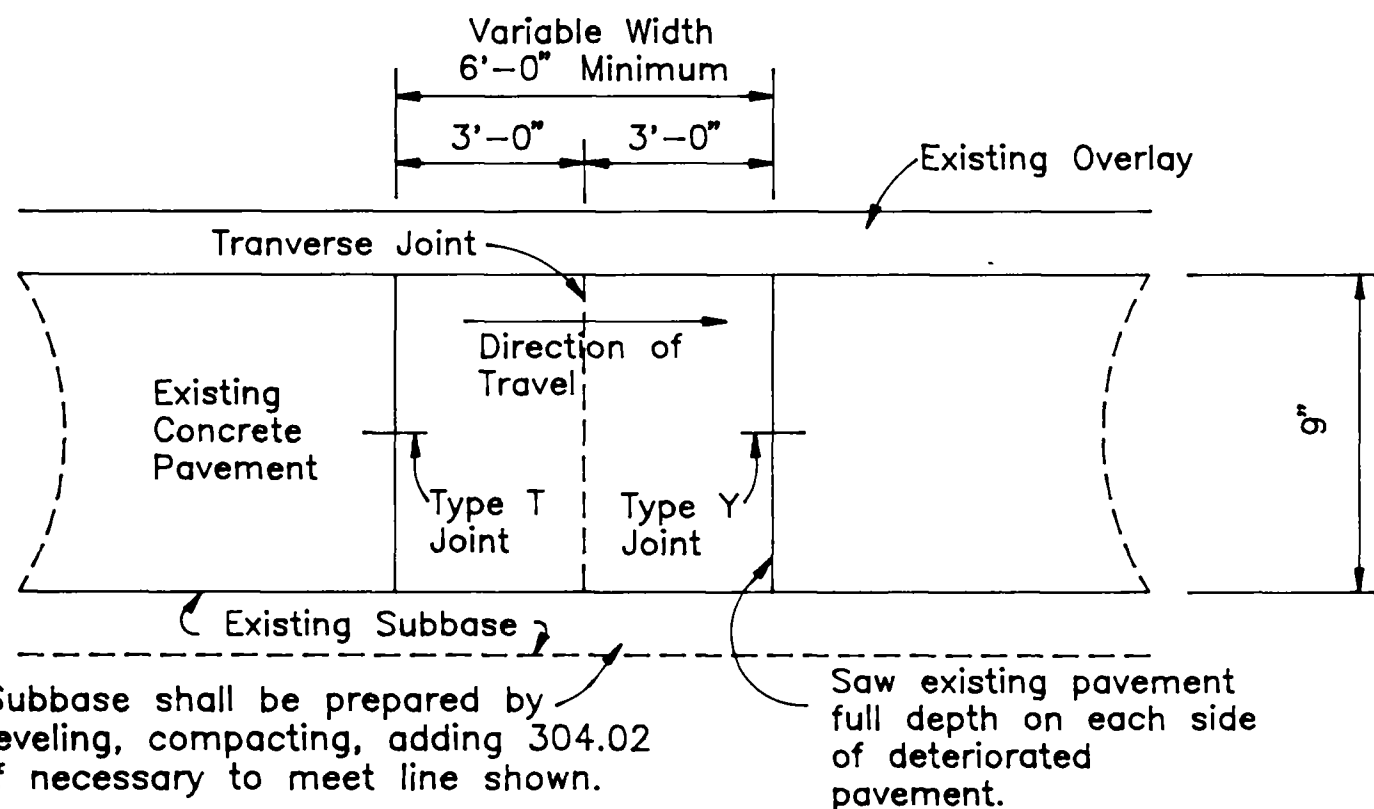 Variable Width
6'-0" Minimum
3'-0" 3'-0"
Existing Overlay
Tranverse Joint
Direction of
Travel
Existing
Concrete
Pavement
9"
Type T
Joint
Type Y
Joint
Existing Subbase
Subbase shall be prepared by
eveling, compacting, adding 304.02
necessary to meet line shown.
Saw existing pavement
full depth on each side
of deteriorated
pavement.